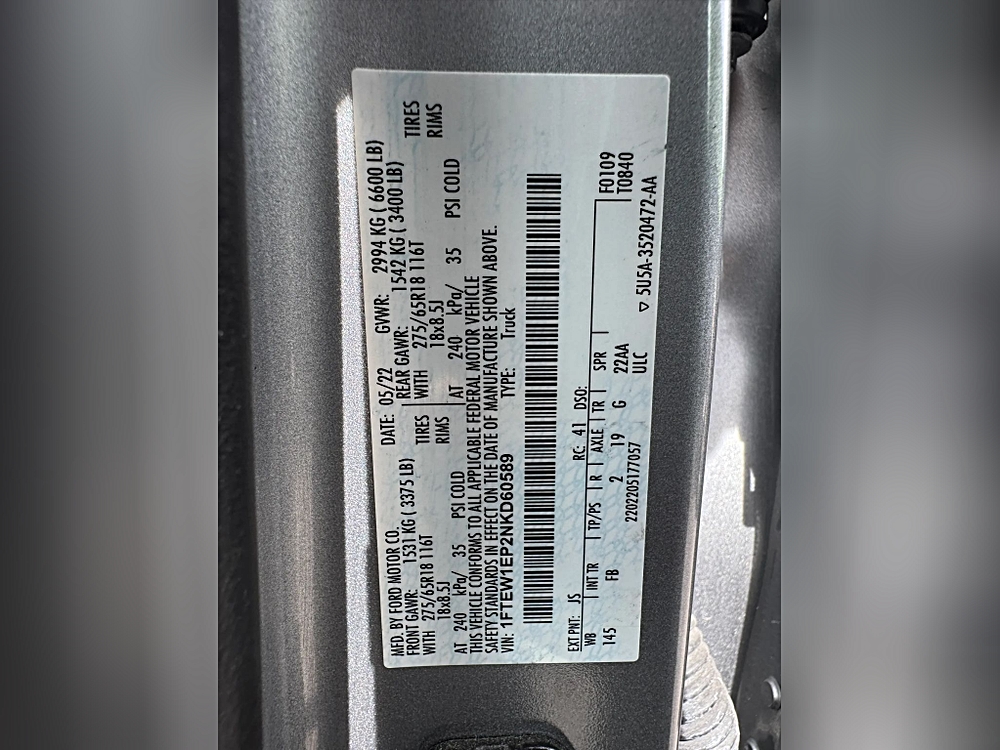 MFD. BY FORD MOTOR CO.
DATE: 05/22 GVWR: 2994 KG ( 6600 LB)
FRONT GAWR: 1531 KG ( 3375 LB) REAR GAWR: 1542 KG ( 3400 LB)
WITH 275/65R18 116T TIRES WITH 275/65R18 116T TIRES
18x8.5J RIMS 18x8.5J RIMS
AT 240 kPa/ 35 PSI COLD AT 240 kPa/ 35 PSI COLD
THIS VEHICLE CONFORMS TO ALL APPLICABLE FEDERAL MOTOR VEHICLE
SAFETY STANDARDS IN EFFECT ON THE DATE OF MANUFACTURE SHOWN ABOVE.
VIN: 1FTEW1EP2NKD60589 TYPE: Truck
EXT PNT: JS RC: 41 DSO:
WB INT TR TP/PS R AXLE TR SPR F0109
145 FB 2 19 G 22AA T0840
2202205177057 ULC
▽ 5U5A-3520472-AA